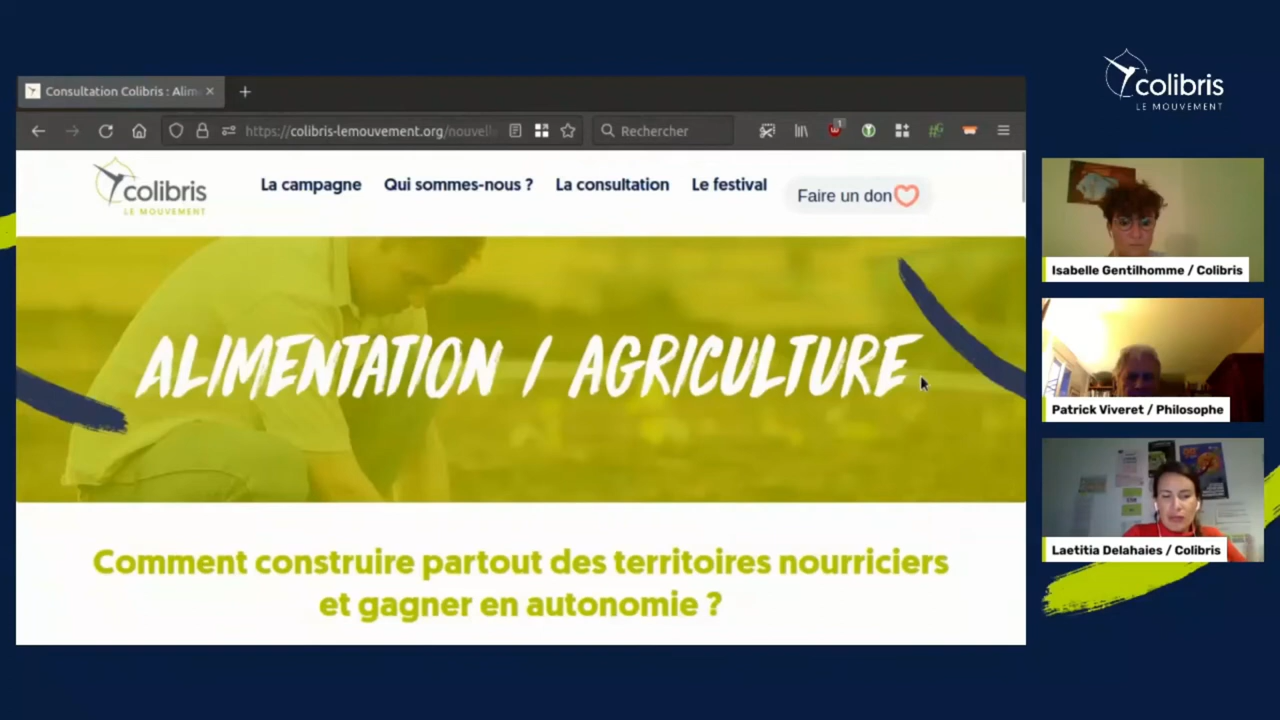 Consultation Colibris : Alim
https://colibris-lemouvement.org/nouvell
Rechercher
1
colibris
LE MOUVEMENT
La campagne
Qui sommes-nous ?
La consultation
Le festival
Faire un don
ALIMENTATION / AGRICULTURE
Comment construire partout des territoires nourriciers
et gagner en autonomie ?
colibris
LE MOUVEMENT
Isabelle Gentilhomme / Colibris
Patrick Viveret / Philosophe
Laetitia Delahaies / Colibris